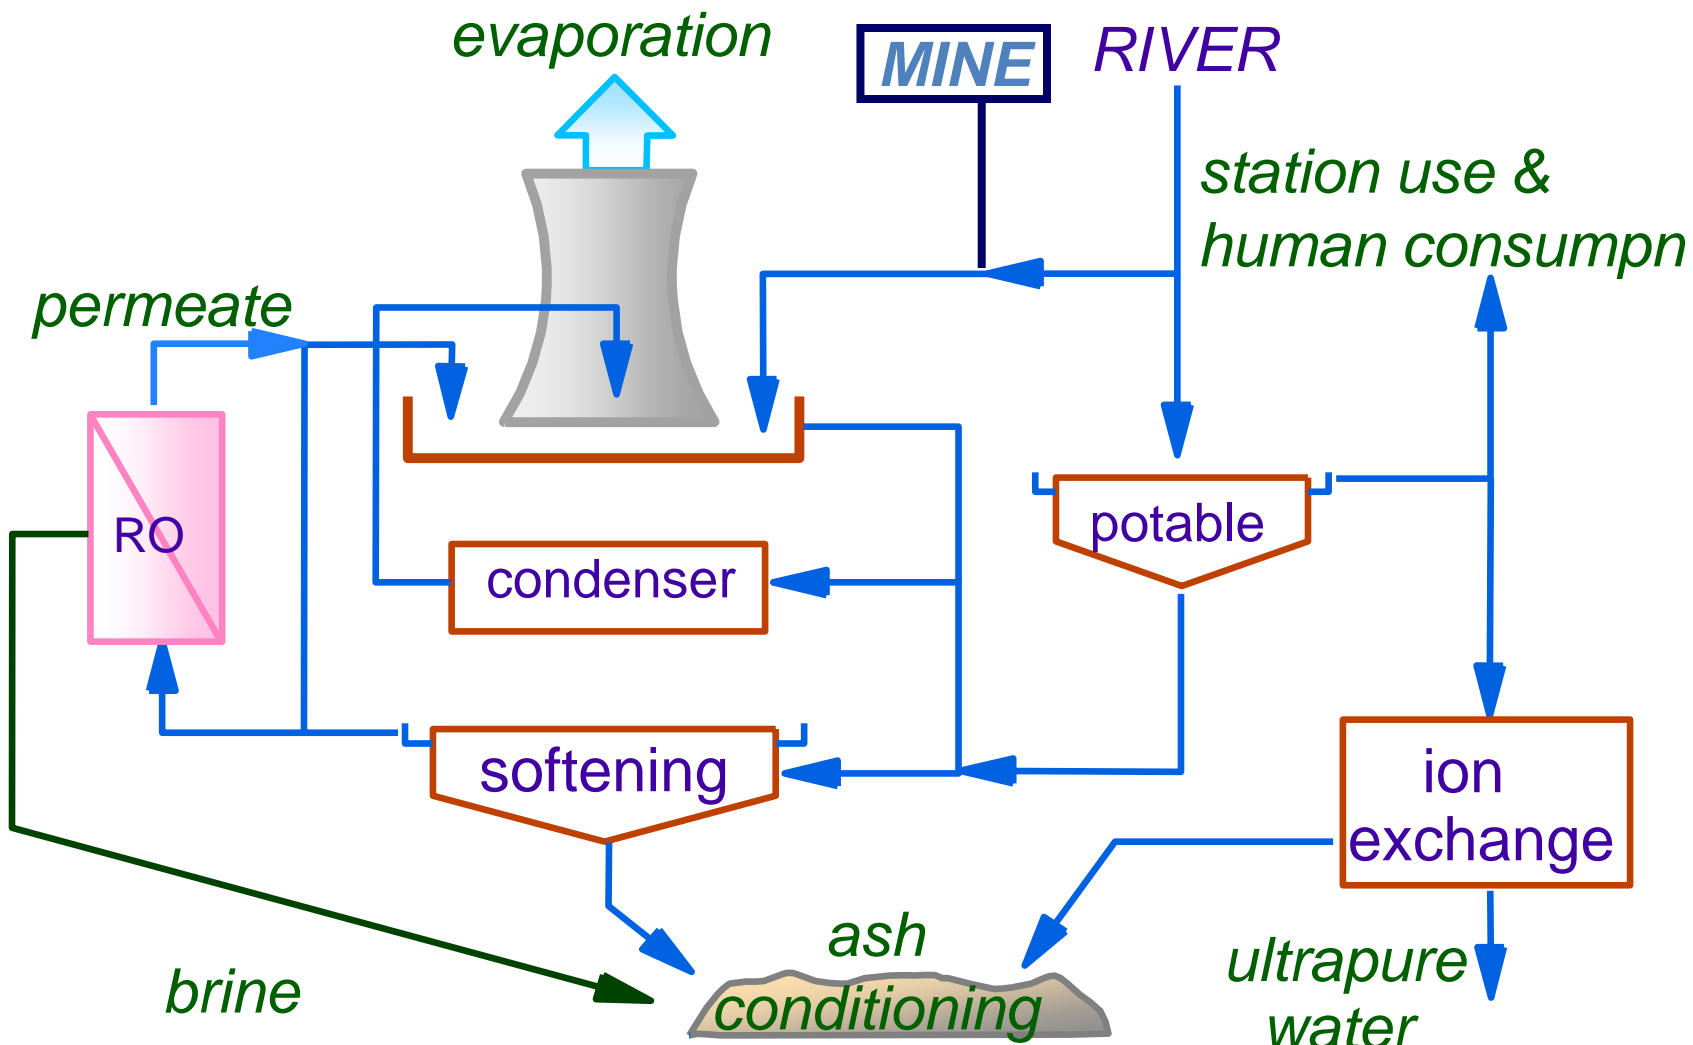 evaporation
MINE
RIVER
station use &
human consumpn
permeate
potable
RO
condenser
softening
ion
exchange
ash
conditioning
brine
ultrapure
water